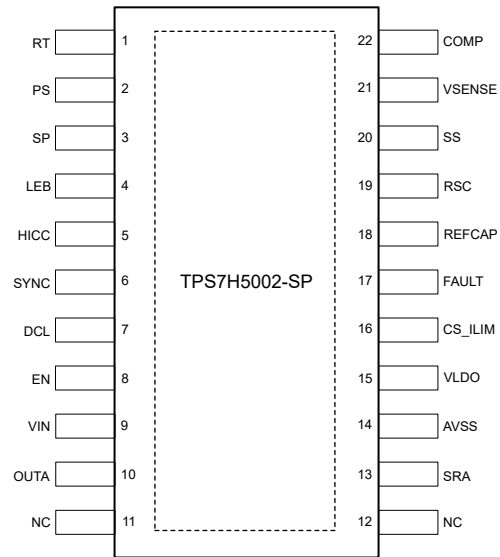 RT 1 22 COMP
PS 2 21 VSENSE
SP 3 20 SS
LEB 4 19 RSC
HICC 5 18 REFCAP
SYNC 6 TPS7H5002-SP 17 FAULT
DCL 7 16 CS_ILIM
EN 8 15 VLDO
VIN 9 14 AVSS
OUTA 10 13 SRA
NC 11 12 NC